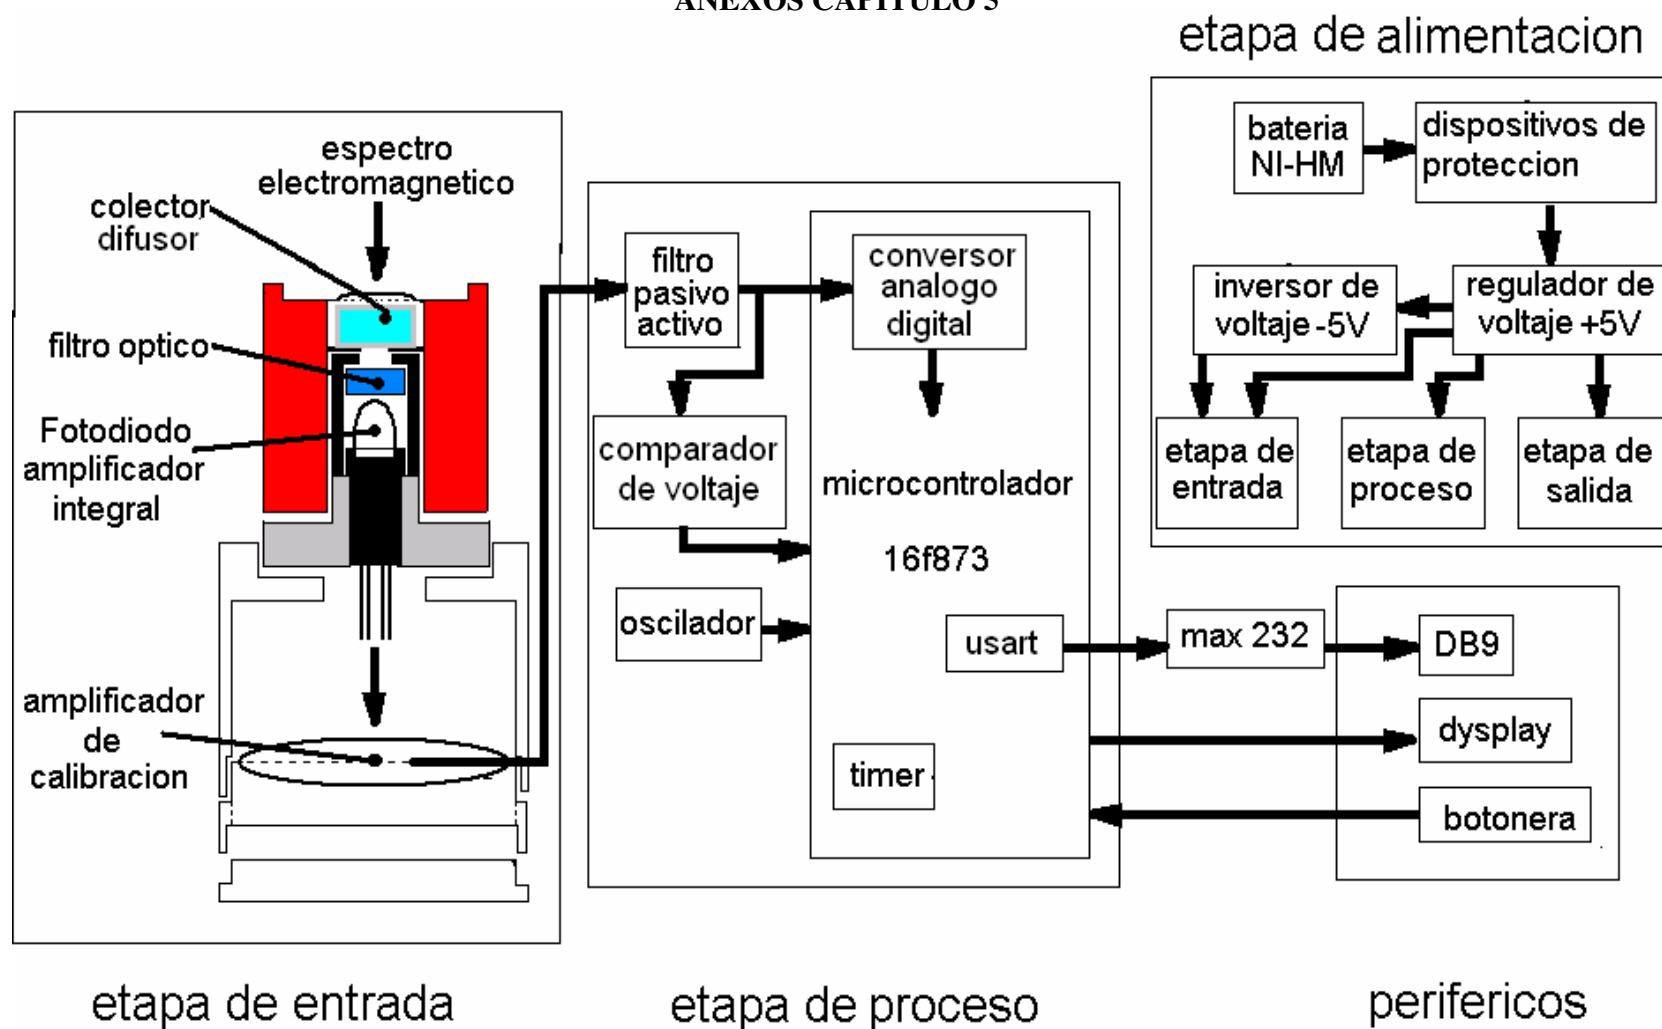 ANEXOS CAPITULO 5
etapa de alimentacion
bateria
NI-HM
dispositivos de
proteccion
inversor de
voltaje -5V
regulador de
voltaje +5V
etapa de
entrada
etapa de
proceso
etapa de
salida
espectro
electromagnetico
colector
difusor
filtro optico
Fotodiodo
amplificador
integral
amplificador
de
calibracion
etapa de entrada
filtro
pasivo
activo
conversor
analogo
digital
comparador
de voltaje
microcontrolador
16f873
oscilador
usart
timer
etapa de proceso
max 232
DB9
dysplay
botonera
perifericos